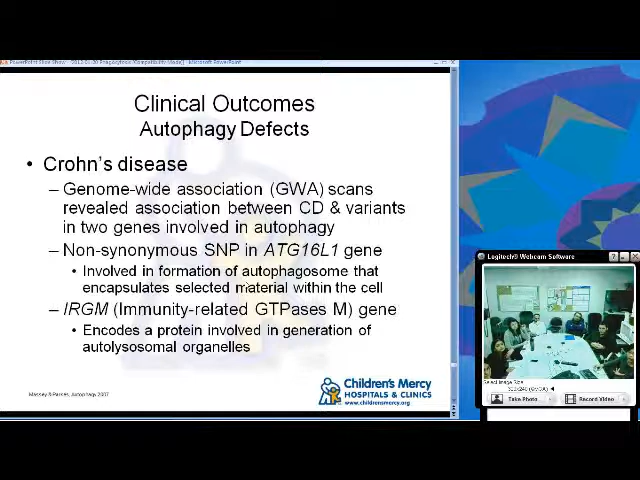 Clinical Outcomes
Autophagy Defects
• Crohn's disease
– Genome-wide association (GWA) scans
revealed association between CD & variants
in two genes involved in autophagy
– Non-synonymous SNP in ATG16L1 gene
• Involved in formation of autophagosome that
encapsulates selected material within the cell
– IRGM (Immunity-related GTPases M) gene
• Encodes a protein involved in generation of
autolysosomal organelles
Massey & Parkes, Autophagy 2007
Children's Mercy
HOSPITALS & CLINICS
www.childrensmercy.org
Logitech® Webcam Software
Select Image Size
Take Photo
Record Video